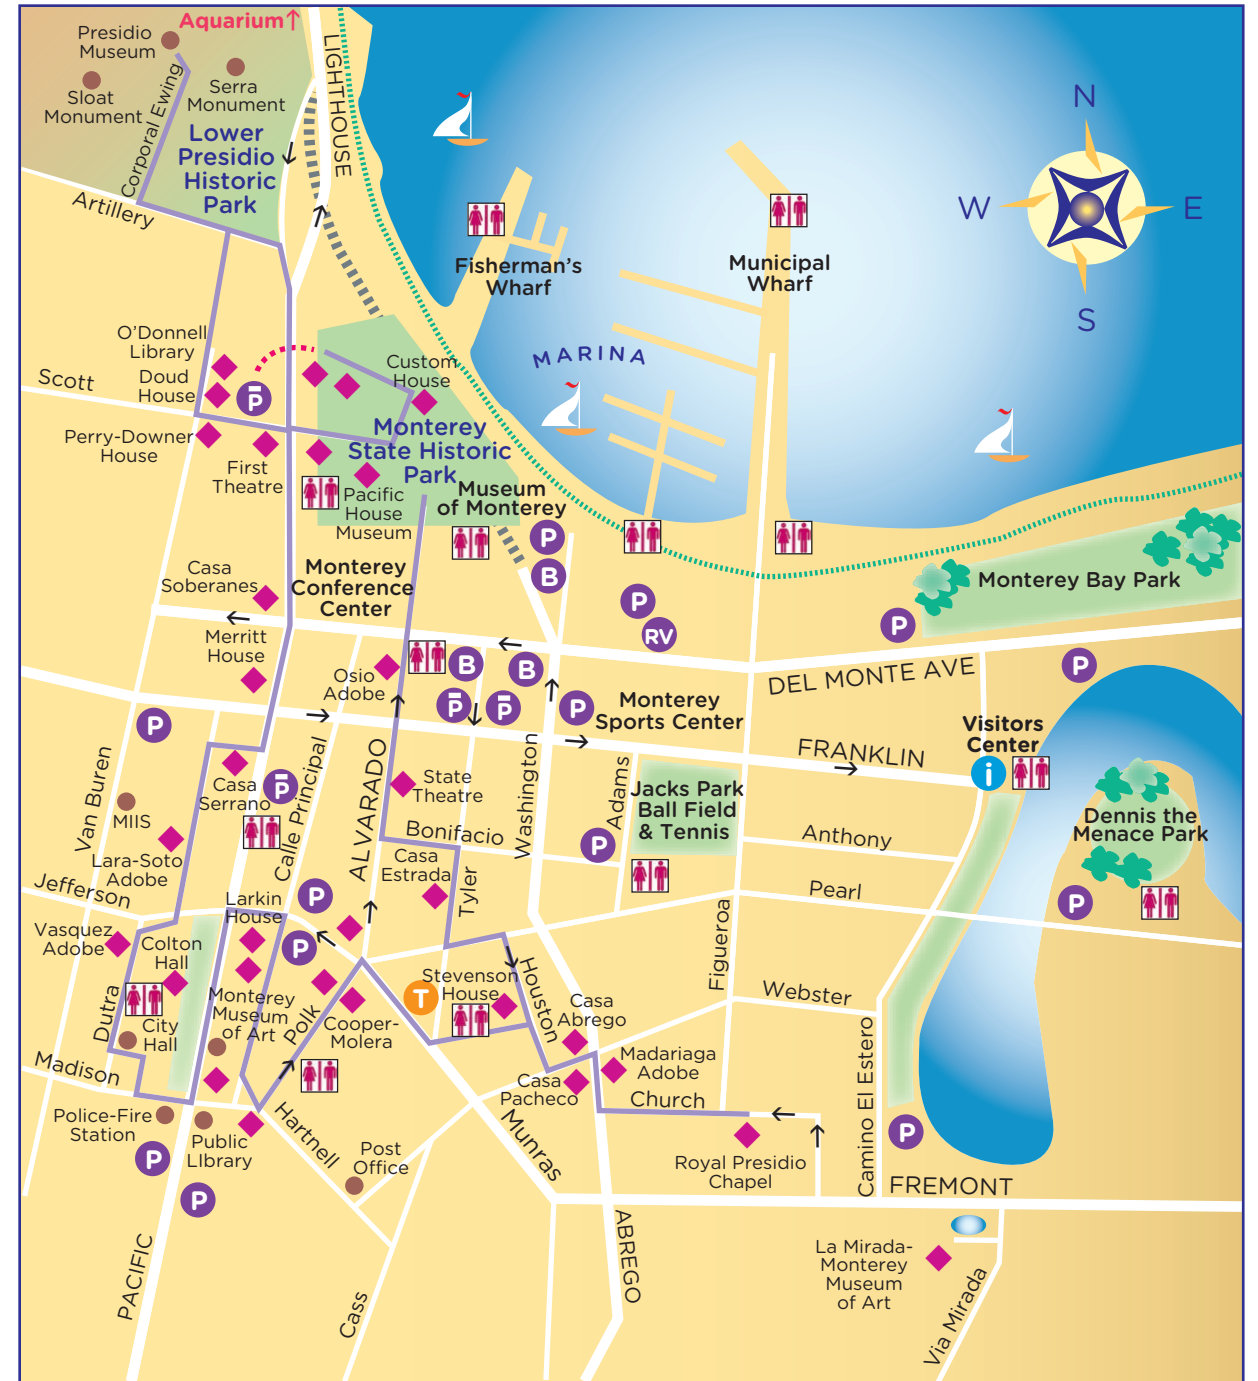 Aquarium↑
Presidio
Museum
Sloat
Monument
Serra
Monument
Corporal Ewing
LIGHTHOUSE
Lower
Presidio
Historic
Park
Artillery
N
W
E
S
Fisherman's
Wharf
Municipal
Wharf
MARINA
O'Donnell
Library
Doud
House
Scott
P
Custom
House
Perry-Downer
House
First
Theatre
Monterey
State Historic
Park
Pacific
House
Museum
Museum
of Monterey
P
B
P
RV
Monterey Bay Park
P
P
Casa
Soberanes
Monterey
Conference
Center
Merritt
House
Osio
Adobe
B
B
P
P
P
Monterey
Sports Center
DEL MONTE AVE
Visitors
Center
i
FRANKLIN
P
Van Buren
Casa
Serrano
P
Calle Principal
ALVARADO
State
Theatre
Washington
Adams
Jacks Park
Ball Field
& Tennis
Dennis the
Menace Park
MIIS
Lara-Soto
Adobe
Bonifacio
P
Anthony
Casa
Estrada
Tyler
Jefferson
Larkin
House
P
Pearl
P
Vasquez
Adobe
Colton
Hall
P
Figueroa
Stevenson
House
Houston
T
Webster
Dutra
City
Hall
Monterey
Museum
of Art
Polk
Cooper-
Molera
Casa
Abrego
Madison
Madariaga
Adobe
Casa
Pacheco
Church
Camino El Estero
P
Police-Fire
Station
Public
LIbrary
Hartnell
Post
Office
Munras
Royal Presidio
Chapel
P
P
FREMONT
PACIFIC
Cass
ABREGO
La Mirada-
Monterey
Museum
of Art
Via Mirada